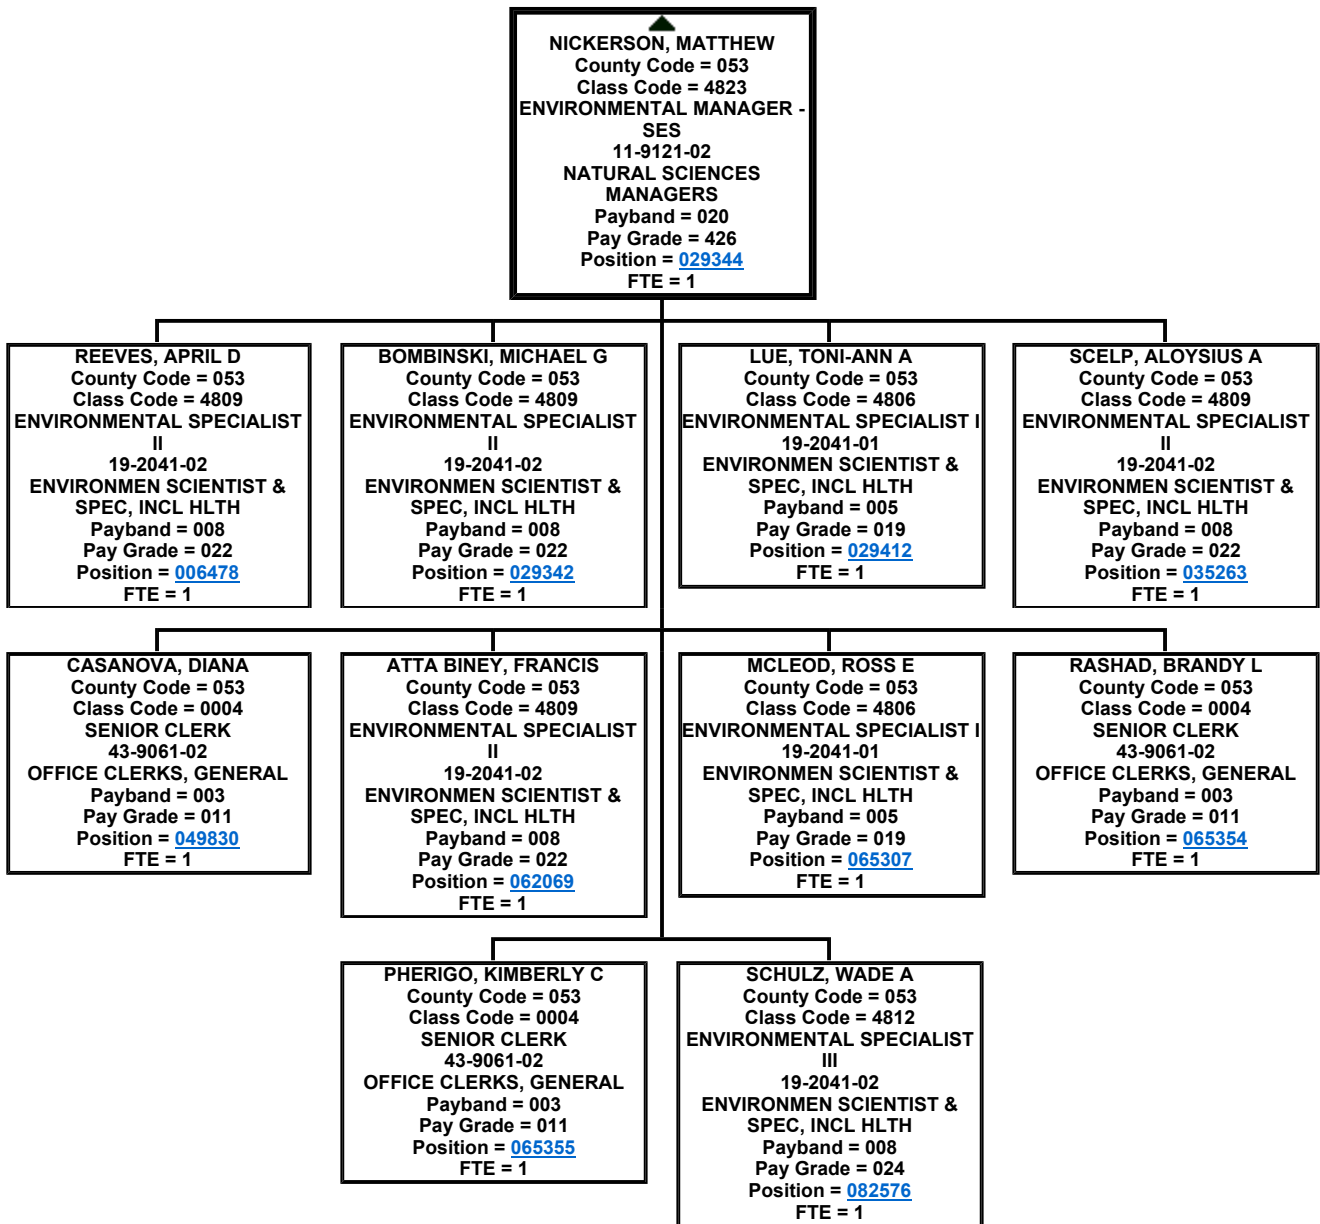 NICKERSON, MATTHEW
County Code = 053
Class Code = 4823
ENVIRONMENTAL MANAGER -
SES
11-9121-02
NATURAL SCIENCES
MANAGERS
Payband = 020
Pay Grade = 426
Position = 029344
FTE = 1
REEVES, APRIL D
County Code = 053
Class Code = 4809
ENVIRONMENTAL SPECIALIST
II
19-2041-02
ENVIRONMEN SCIENTIST &
SPEC, INCL HLTH
Payband = 008
Pay Grade = 022
Position = 006478
FTE = 1
BOMBINSKI, MICHAEL G
County Code = 053
Class Code = 4809
ENVIRONMENTAL SPECIALIST
II
19-2041-02
ENVIRONMEN SCIENTIST &
SPEC, INCL HLTH
Payband = 008
Pay Grade = 022
Position = 029342
FTE = 1
LUE, TONI-ANN A
County Code = 053
Class Code = 4806
ENVIRONMENTAL SPECIALIST I
19-2041-01
ENVIRONMEN SCIENTIST &
SPEC, INCL HLTH
Payband = 005
Pay Grade = 019
Position = 029412
FTE = 1
SCELP, ALOYSIUS A
County Code = 053
Class Code = 4809
ENVIRONMENTAL SPECIALIST
II
19-2041-02
ENVIRONMEN SCIENTIST &
SPEC, INCL HLTH
Payband = 008
Pay Grade = 022
Position = 035263
FTE = 1
CASANOVA, DIANA
County Code = 053
Class Code = 0004
SENIOR CLERK
43-9061-02
OFFICE CLERKS, GENERAL
Payband = 003
Pay Grade = 011
Position = 049830
FTE = 1
ATTA BINEY, FRANCIS
County Code = 053
Class Code = 4809
ENVIRONMENTAL SPECIALIST
II
19-2041-02
ENVIRONMEN SCIENTIST &
SPEC, INCL HLTH
Payband = 008
Pay Grade = 022
Position = 062069
FTE = 1
MCLEOD, ROSS E
County Code = 053
Class Code = 4806
ENVIRONMENTAL SPECIALIST I
19-2041-01
ENVIRONMEN SCIENTIST &
SPEC, INCL HLTH
Payband = 005
Pay Grade = 019
Position = 065307
FTE = 1
RASHAD, BRANDY L
County Code = 053
Class Code = 0004
SENIOR CLERK
43-9061-02
OFFICE CLERKS, GENERAL
Payband = 003
Pay Grade = 011
Position = 065354
FTE = 1
PHERIGO, KIMBERLY C
County Code = 053
Class Code = 0004
SENIOR CLERK
43-9061-02
OFFICE CLERKS, GENERAL
Payband = 003
Pay Grade = 011
Position = 065355
FTE = 1
SCHULZ, WADE A
County Code = 053
Class Code = 4812
ENVIRONMENTAL SPECIALIST
III
19-2041-02
ENVIRONMEN SCIENTIST &
SPEC, INCL HLTH
Payband = 008
Pay Grade = 024
Position = 082576
FTE = 1